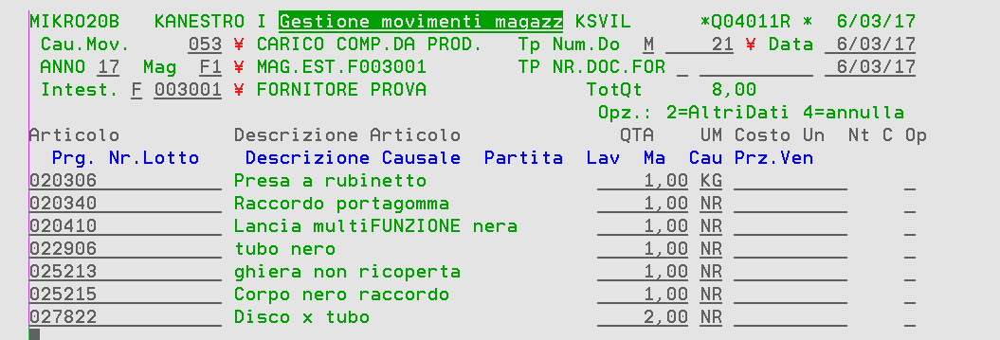 MIKRO20B KANESTRO I Gestione movimenti magazz KSVIL *Q04011R * 6/03/17
Cau.Mov. 053 ¥ CARICO COMP.DA PROD. Tp Num.Do M 21 ¥ Data 6/03/17
ANNO 17 Mag F1 ¥ MAG.EST.F003001 TP NR.DOC.FOR _ 6/03/17
Intest. F 003001 ¥ FORNITORE PROVA TotQt 8,00
Opz.: 2=AltriDati 4=annulla
Articolo Descrizione Articolo QTA UM Costo Un Nt C Op
Prg. Nr.Lotto Descrizione Causale Partita Lav Ma Cau Prz.Ven
020306 Presa a rubinetto 1,00 KG
020340 Raccordo portagomma 1,00 NR
020410 Lancia multiFUNZIONE nera 1,00 NR
022906 tubo nero 1,00 NR
025213 ghiera non ricoperta 1,00 NR
025215 Corpo nero raccordo 1,00 NR
027822 Disco x tubo 2,00 NR